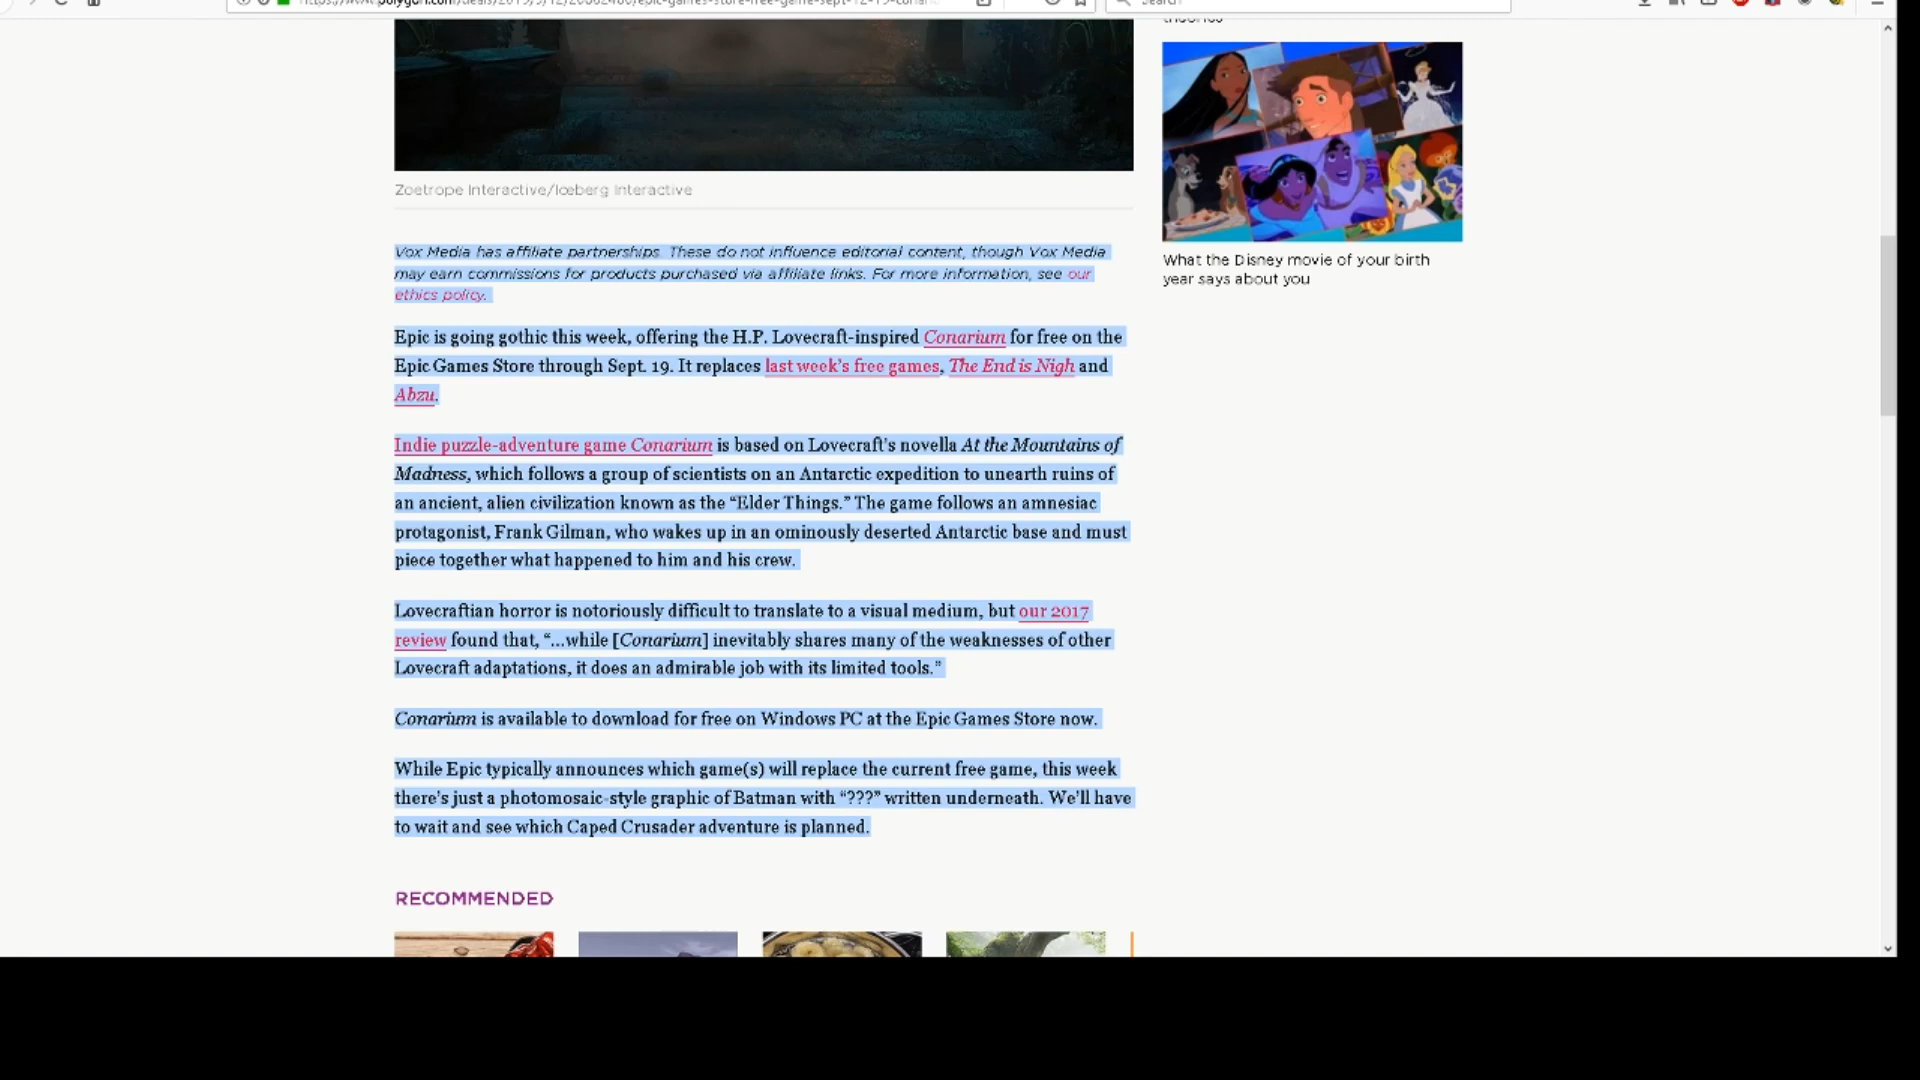 Search
Zoetrope Interactive/Iceberg Interactive
Vox Media has affiliate partnerships. These do not influence editorial content, though Vox Media
may earn commissions for products purchased via affiliate links. For more information, see our
ethics policy.
Epic is going gothic this week, offering the H.P. Lovecraft-inspired Conarium for free on the
Epic Games Store through Sept. 19. It replaces last week's free games, The End is Nigh and
Abzu.
Indie puzzle-adventure game Conarium is based on Lovecraft's novella At the Mountains of
Madness, which follows a group of scientists on an Antarctic expedition to unearth ruins of
an ancient, alien civilization known as the “Elder Things.” The game follows an amnesiac
protagonist, Frank Gilman, who wakes up in an ominously deserted Antarctic base and must
piece together what happened to him and his crew.
Lovecraftian horror is notoriously difficult to translate to a visual medium, but our 2017
review found that, “...while [Conarium] inevitably shares many of the weaknesses of other
Lovecraft adaptations, it does an admirable job with its limited tools.”
Conarium is available to download for free on Windows PC at the Epic Games Store now.
While Epic typically announces which game(s) will replace the current free game, this week
there's just a photomosaic-style graphic of Batman with “???” written underneath. We'll have
to wait and see which Caped Crusader adventure is planned.
RECOMMENDED
theories
What the Disney movie of your birth
year says about you